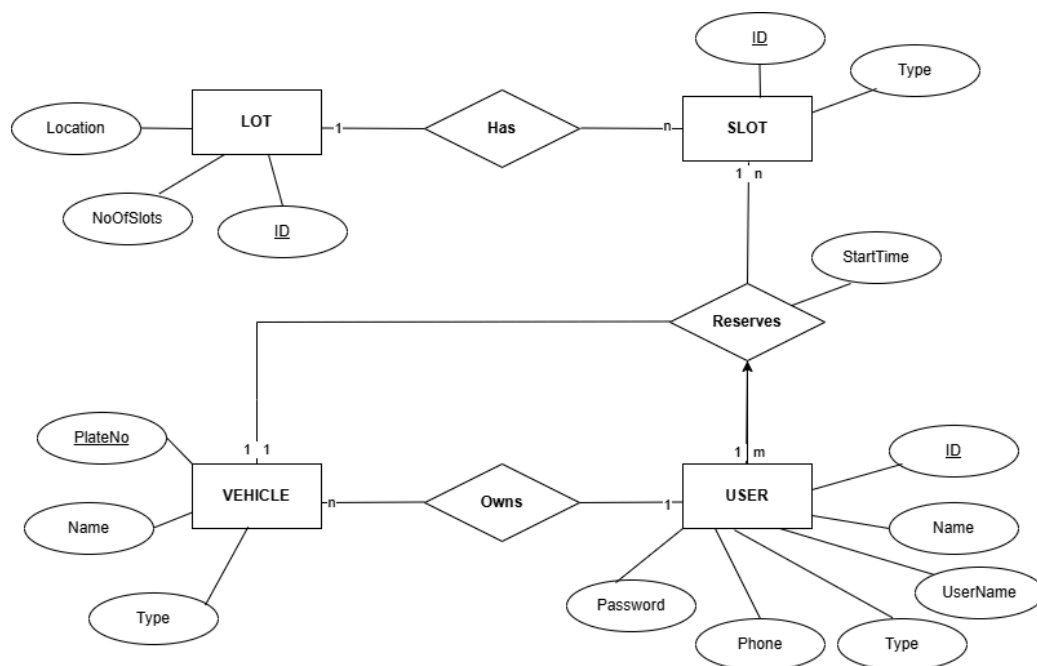 ID
Type
Location
LOT
1
Has
n
SLOT
NoOfSlots
ID
1 n
StartTime
Reserves
PlateNo
1 1
1 m
ID
VEHICLE
n
Owns
1
USER
Name
Name
UserName
Type
Password
Phone
Type